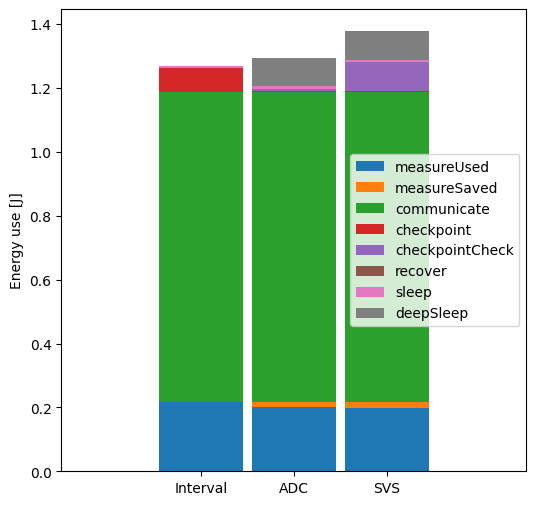 1.4
1.2
1.0
0.8
0.6
0.4
0.2
0.0
Energy use [J]
measureUsed
measureSaved
communicate
checkpoint
checkpointCheck
recover
sleep
deepSleep
Interval
ADC
SVS